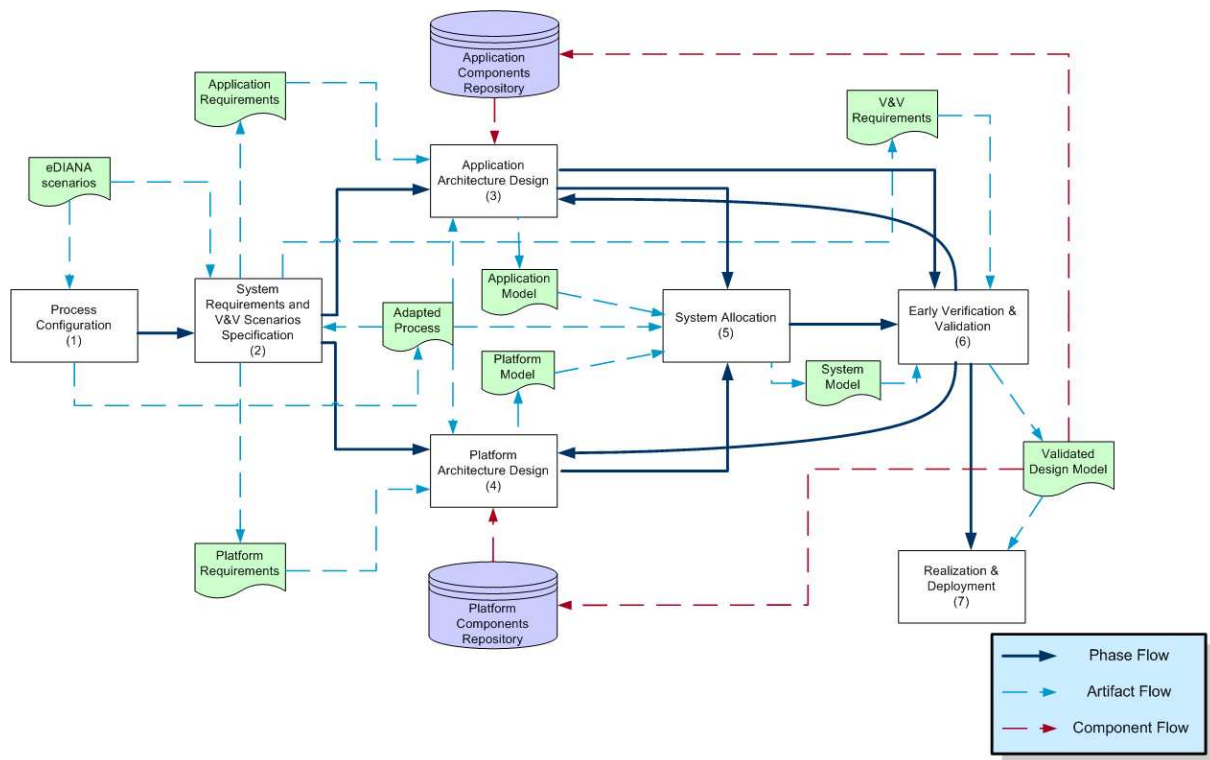 Application
Components
Repository
Application
Requirements
V&V
Requirements
eDIANA
scenarios
Application
Architecture Design
(3)
Process
Configuration
(1)
System
Requirements and
V&V Scenarios
Specification
(2)
Adapted
Process
Application
Model
Platform
Model
System Allocation
(5)
System
Model
Early Verification &
Validation
(6)
Platform
Architecture Design
(4)
Validated
Design Model
Platform
Requirements
Platform
Components
Repository
Realization &
Deployment
(7)
Phase Flow
Artifact Flow
Component Flow